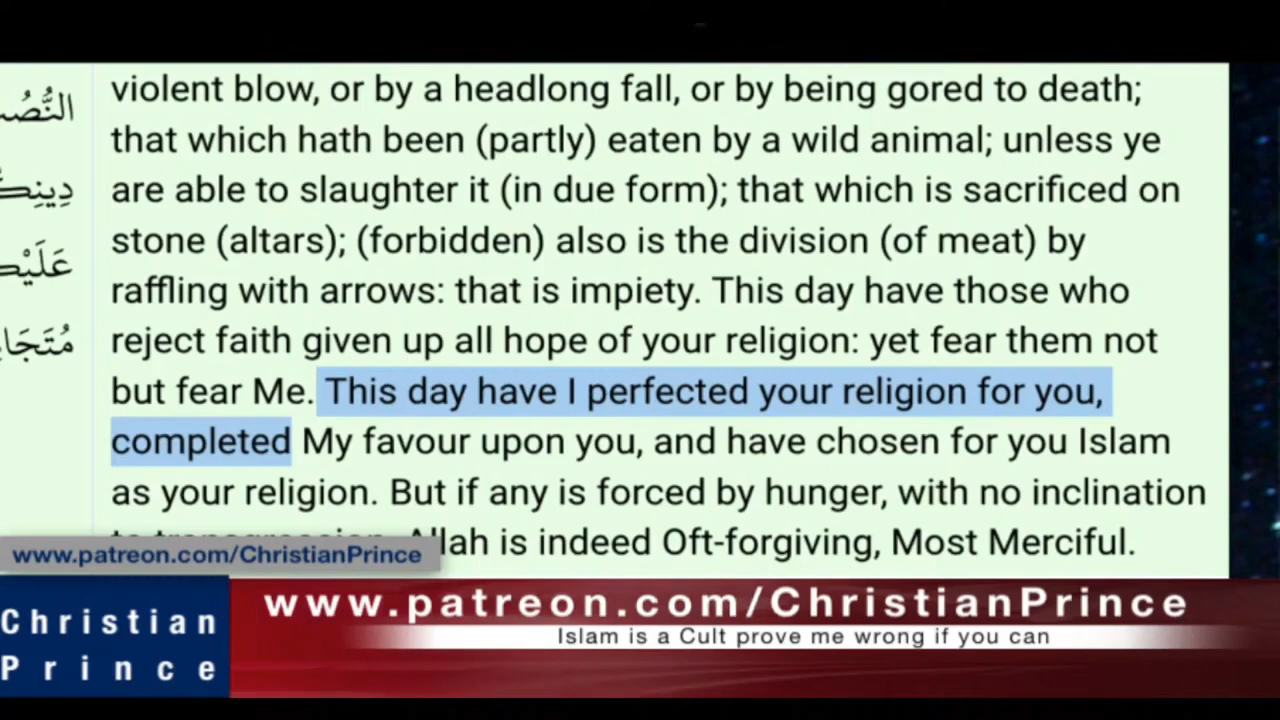 violent blow, or by a headlong fall, or by being gored to death;
that which hath been (partly) eaten by a wild animal; unless ye
are able to slaughter it (in due form); that which is sacrificed on
stone (altars); (forbidden) also is the division (of meat) by
raffling with arrows: that is impiety. This day have those who
reject faith given up all hope of your religion: yet fear them not
but fear Me. This day have I perfected your religion for you,
completed My favour upon you, and have chosen for you Islam
as your religion. But if any is forced by hunger, with no inclination
to transgression, Allah is indeed Oft-forgiving, Most Merciful.
www.patreon.com/ChristianPrince
Christian
Prince
www.patreon.com/ChristianPrince
Islam is a Cult prove me wrong if you can